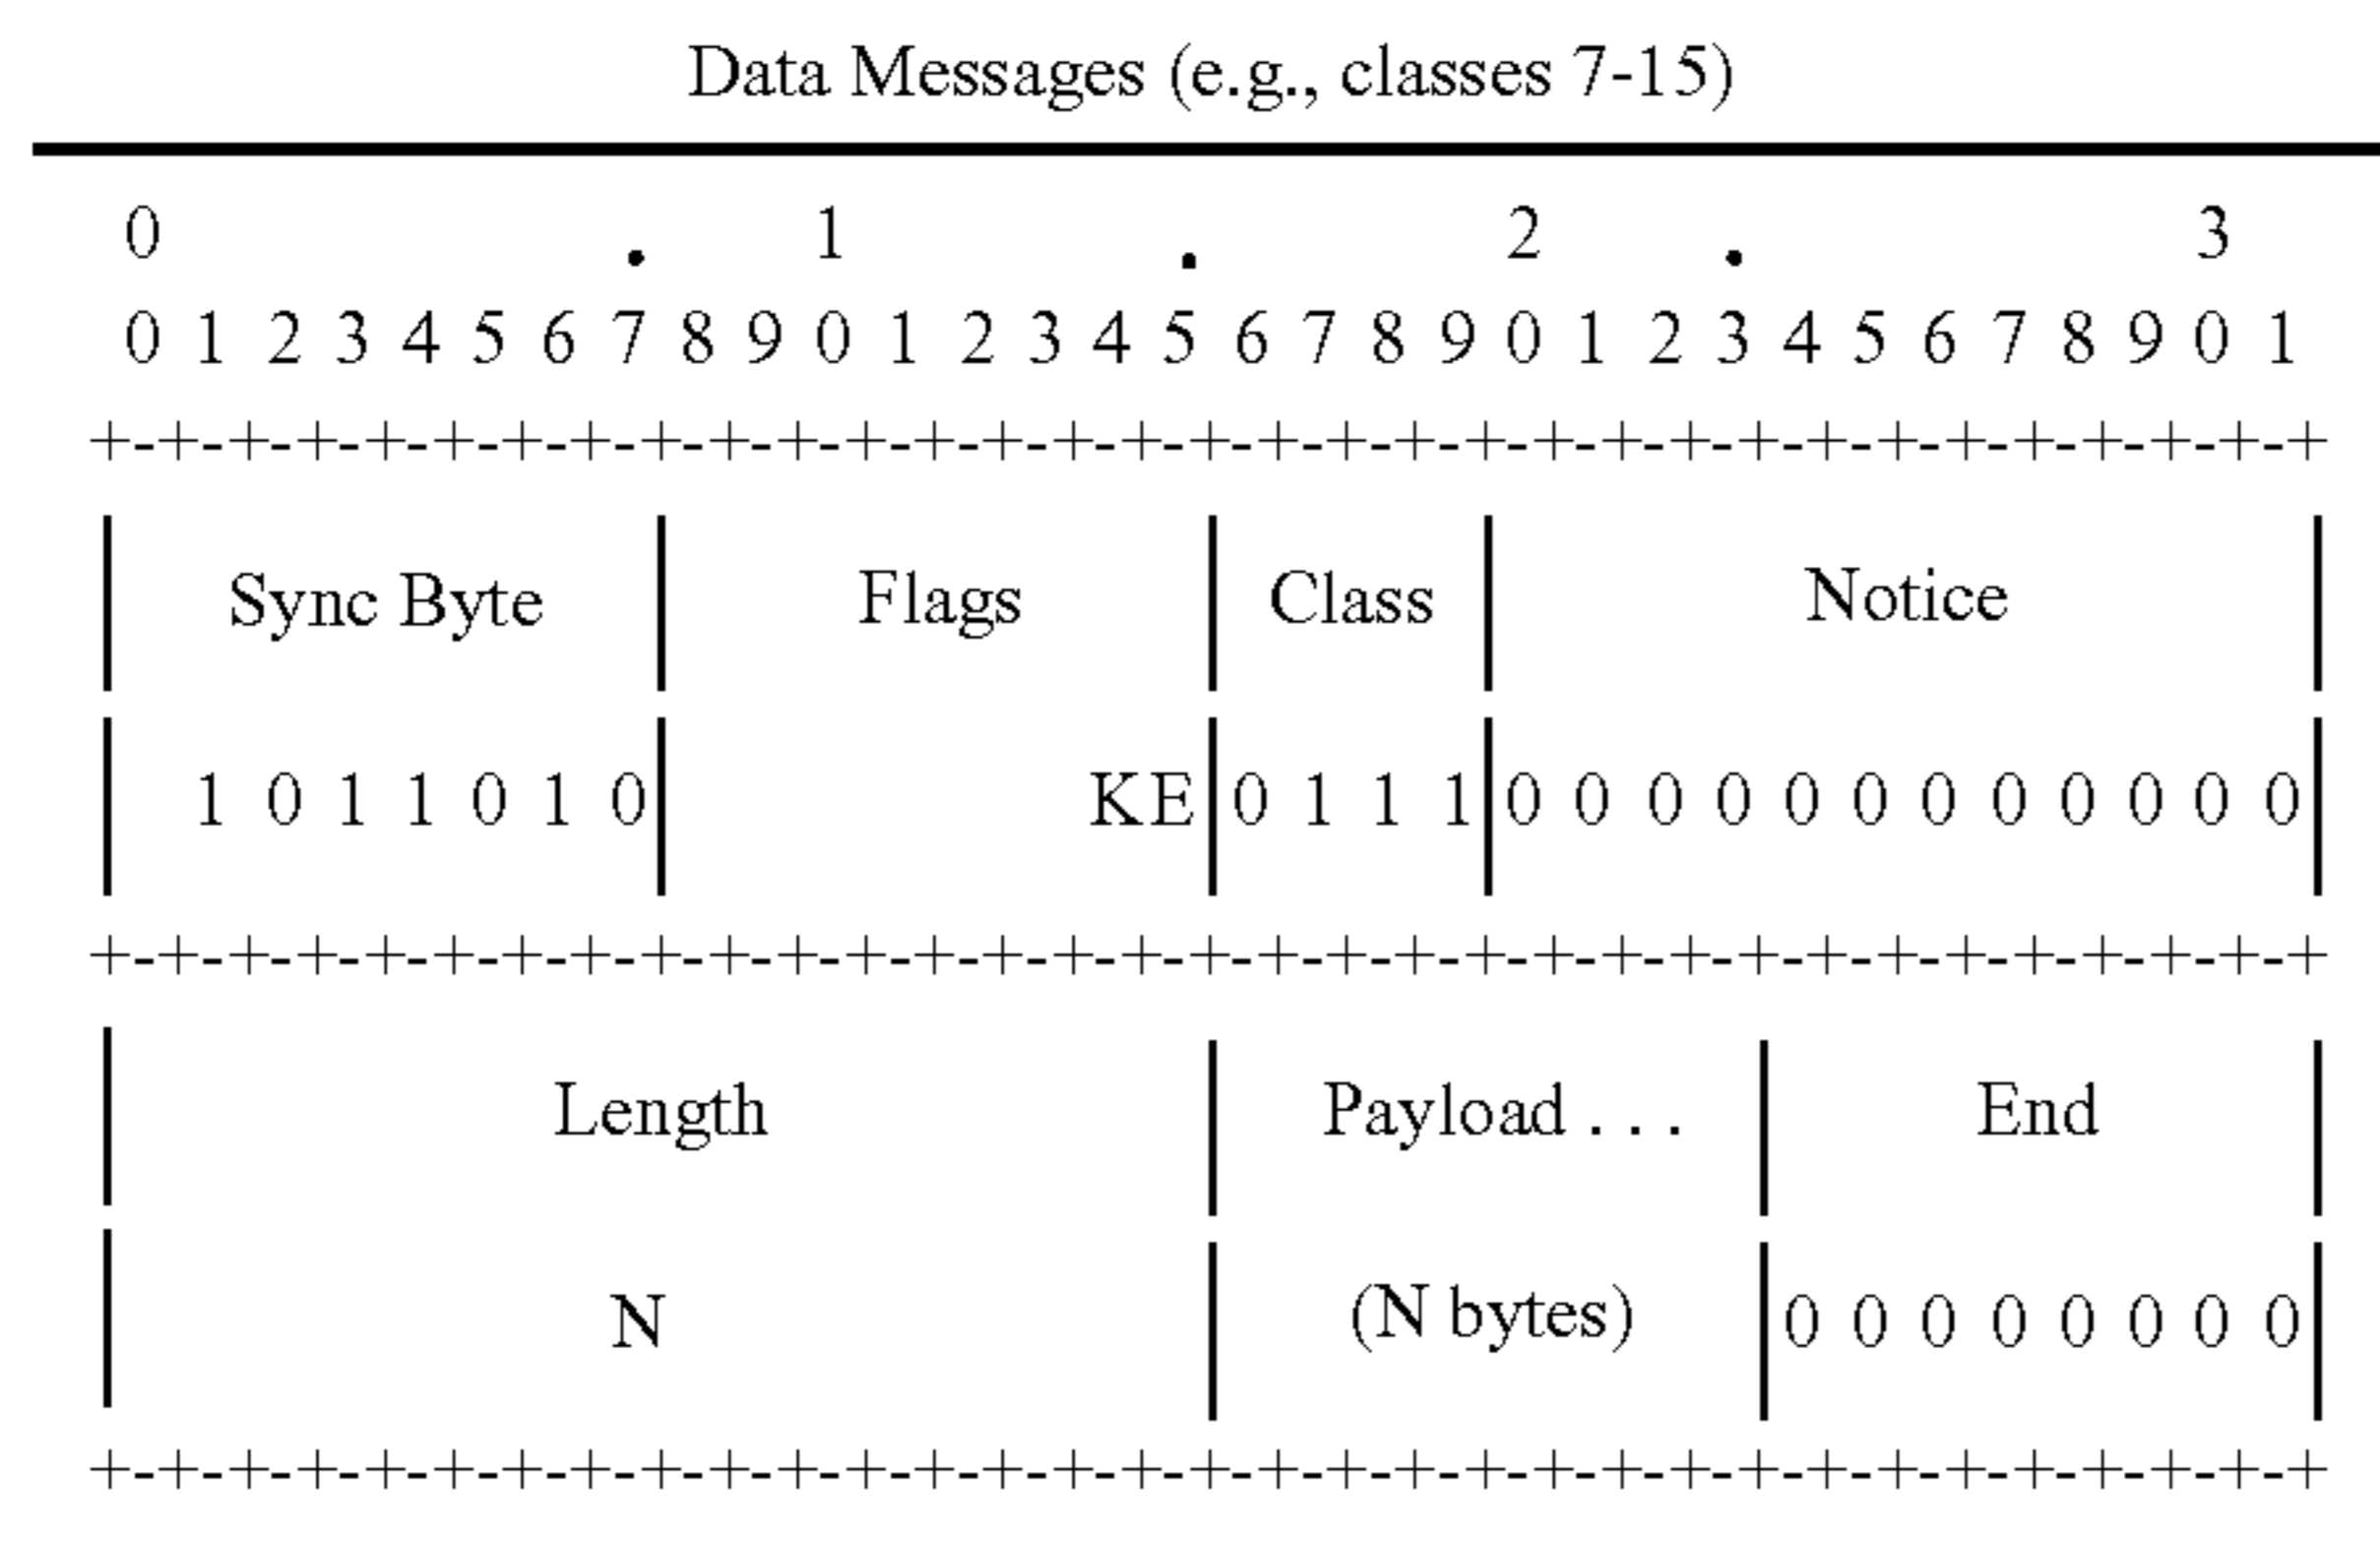 Data Messages (e.g., classes 7-15)
0 . 1 . 2 . 3
0 1 2 3 4 5 6 7 8 9 0 1 2 3 4 5 6 7 8 9 0 1 2 3 4 5 6 7 8 9 0 1
+-+-+-+-+-+-+-+-+-+-+-+-+-+-+-+-+-+-+-+-+-+-+-+-+-+-+-+-+-+-+-+-+
| Sync Byte | Flags | Class | Notice |
| 1 0 1 1 0 1 0 | KE | 0 1 1 1 | 0 0 0 0 0 0 0 0 0 0 0 0 |
+-+-+-+-+-+-+-+-+-+-+-+-+-+-+-+-+-+-+-+-+-+-+-+-+-+-+-+-+-+-+-+-+
| Length | Payload . . . | End |
| N | (N bytes) | 0 0 0 0 0 0 0 0 |
+-+-+-+-+-+-+-+-+-+-+-+-+-+-+-+-+-+-+-+-+-+-+-+-+-+-+-+-+-+-+-+-+